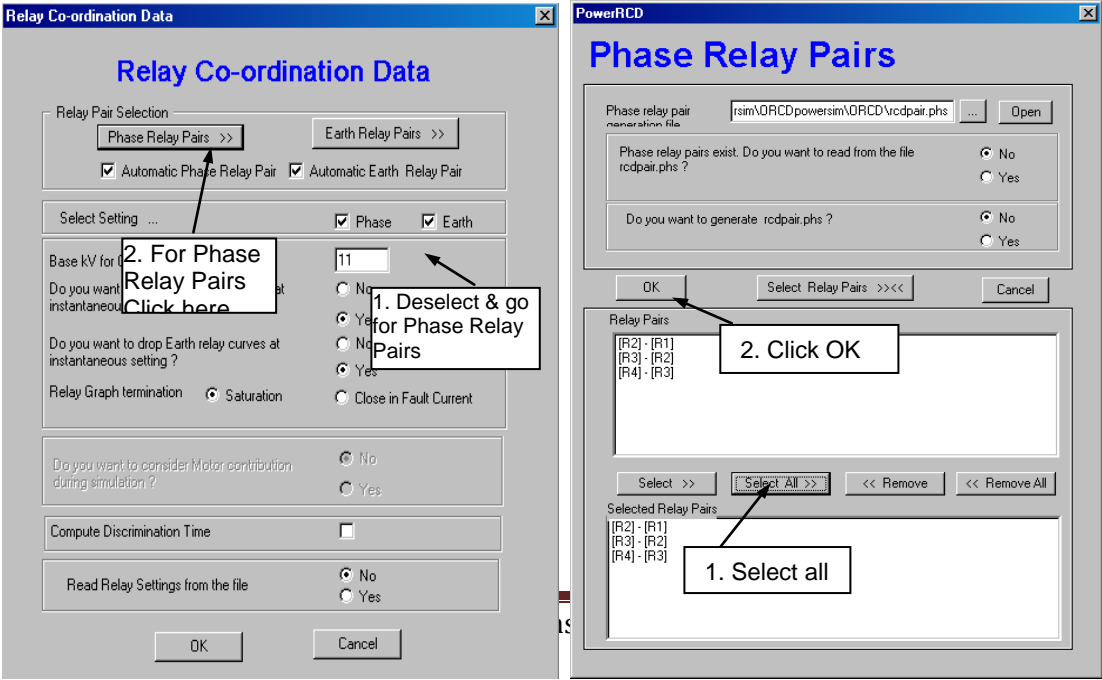 Relay Co-ordination Data
Relay Co-ordination Data
Relay Pair Selection
Phase Relay Pairs >>
Earth Relay Pairs >>
Automatic Phase Relay Pair
Automatic Earth Relay Pair
Select Setting ...
Phase
Earth
2. For Phase
Relay Pairs
Click here
Base kV for
11
Do you want
at
instantaneous
No
Yes
1. Deselect & go
for Phase Relay
Pairs
Do you want to drop Earth relay curves at
instantaneous setting ?
No
Yes
Relay Graph termination
Saturation
Close in Fault Current
Do you want to consider Motor contribution
during simulation ?
No
Yes
Compute Discrimination Time
Read Relay Settings from the file
No
Yes
OK
Cancel
PowerRCD
Phase Relay Pairs
Phase relay pair
generation file
rsim\ORCDpowersim\ORCD\rcdpair.phs
...
Open
Phase relay pairs exist. Do you want to read from the file
rcdpair.phs ?
No
Yes
Do you want to generate rcdpair.phs ?
No
Yes
OK
Select Relay Pairs >><<
Cancel
Relay Pairs
[R2] - [R1]
[R3] - [R2]
[R4] - [R3]
2. Click OK
Select >>
Select All >>
<< Remove
<< Remove All
Selected Relay Pairs
[R2] - [R1]
[R3] - [R2]
[R4] - [R3]
1. Select all